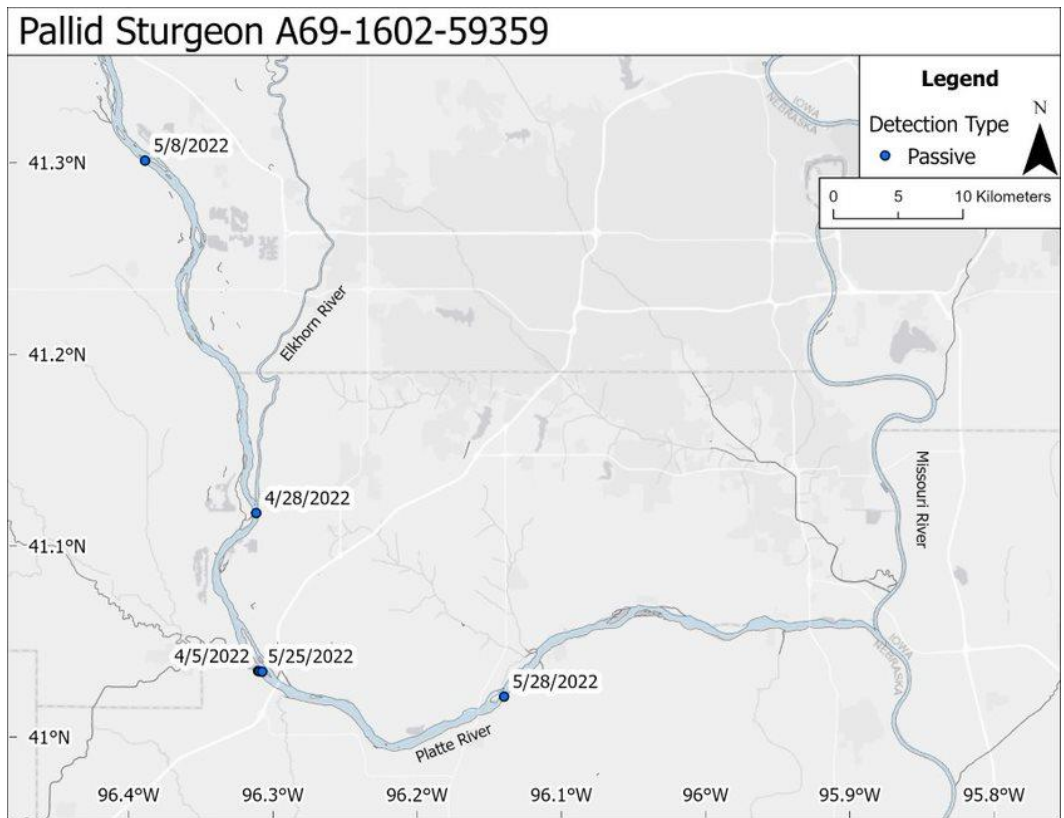 Pallid Sturgeon A69-1602-59359
Legend
Detection Type
Passive
N
0 5 10 Kilometers
IOWA
NEBRASKA
5/8/2022
41.3°N
Elkhorn River
41.2°N
4/28/2022
41.1°N
Missouri River
4/5/2022 5/25/2022
IOWA
NEBRASKA
5/28/2022
41°N
Platte River
96.4°W 96.3°W 96.2°W 96.1°W 96°W 95.9°W 95.8°W